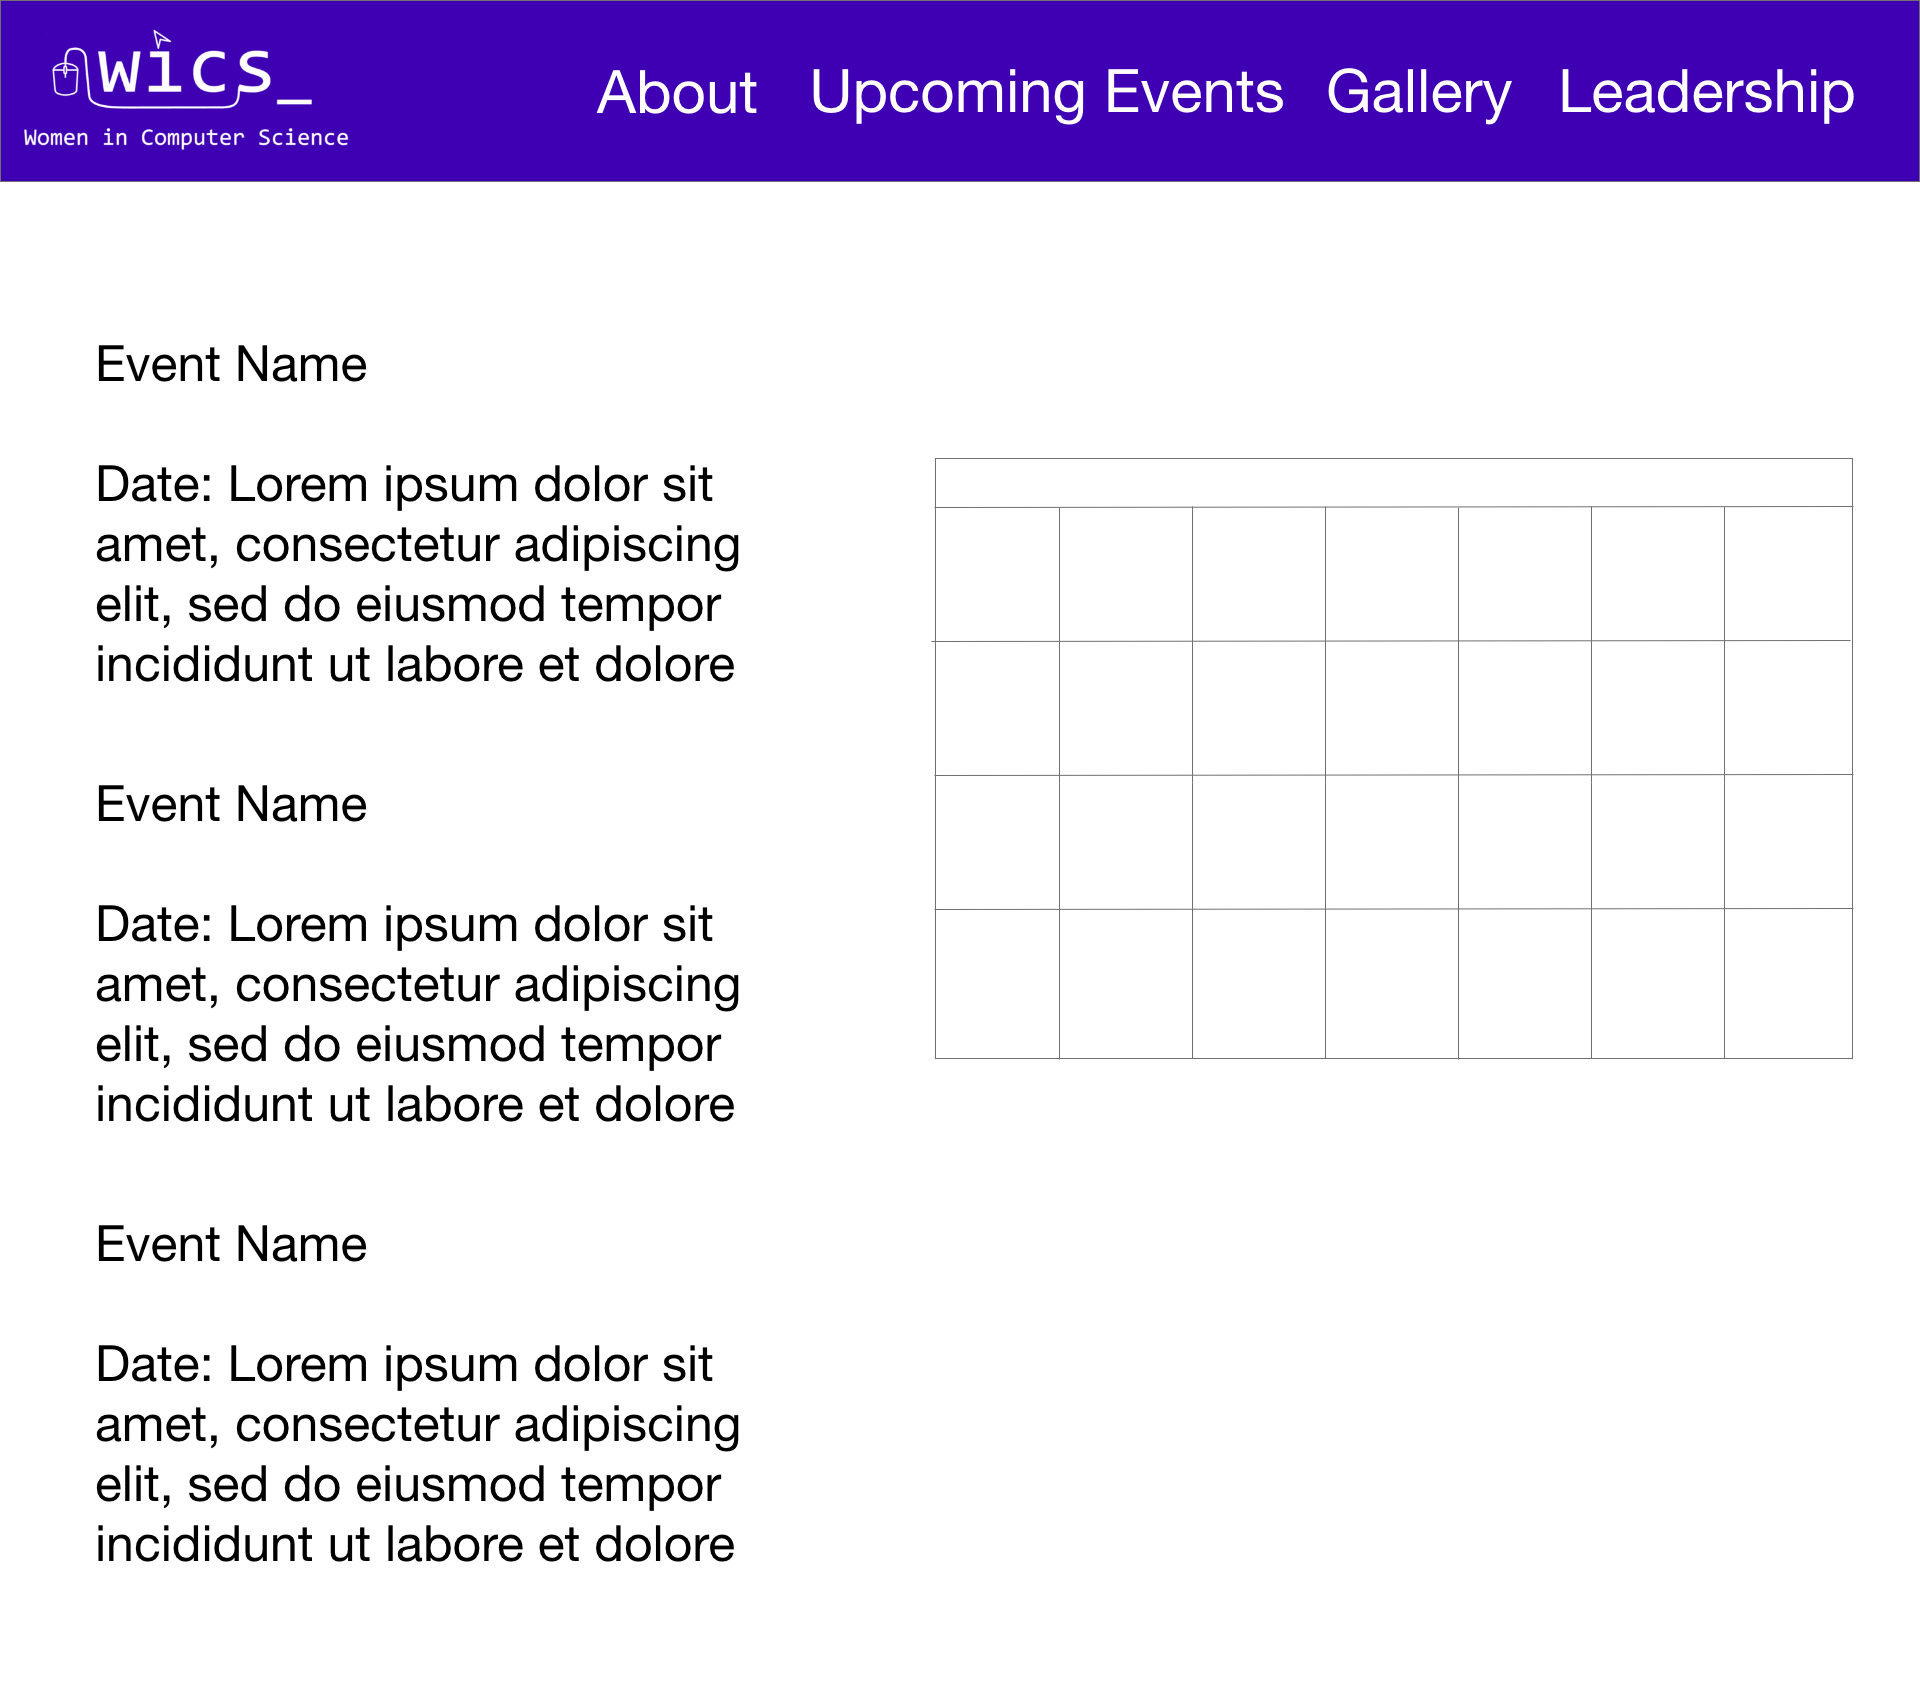 wics_
Women in Computer Science
About Upcoming Events Gallery Leadership
Event Name
Date: Lorem ipsum dolor sit
amet, consectetur adipiscing
elit, sed do eiusmod tempor
incididunt ut labore et dolore
Event Name
Date: Lorem ipsum dolor sit
amet, consectetur adipiscing
elit, sed do eiusmod tempor
incididunt ut labore et dolore
Event Name
Date: Lorem ipsum dolor sit
amet, consectetur adipiscing
elit, sed do eiusmod tempor
incididunt ut labore et dolore